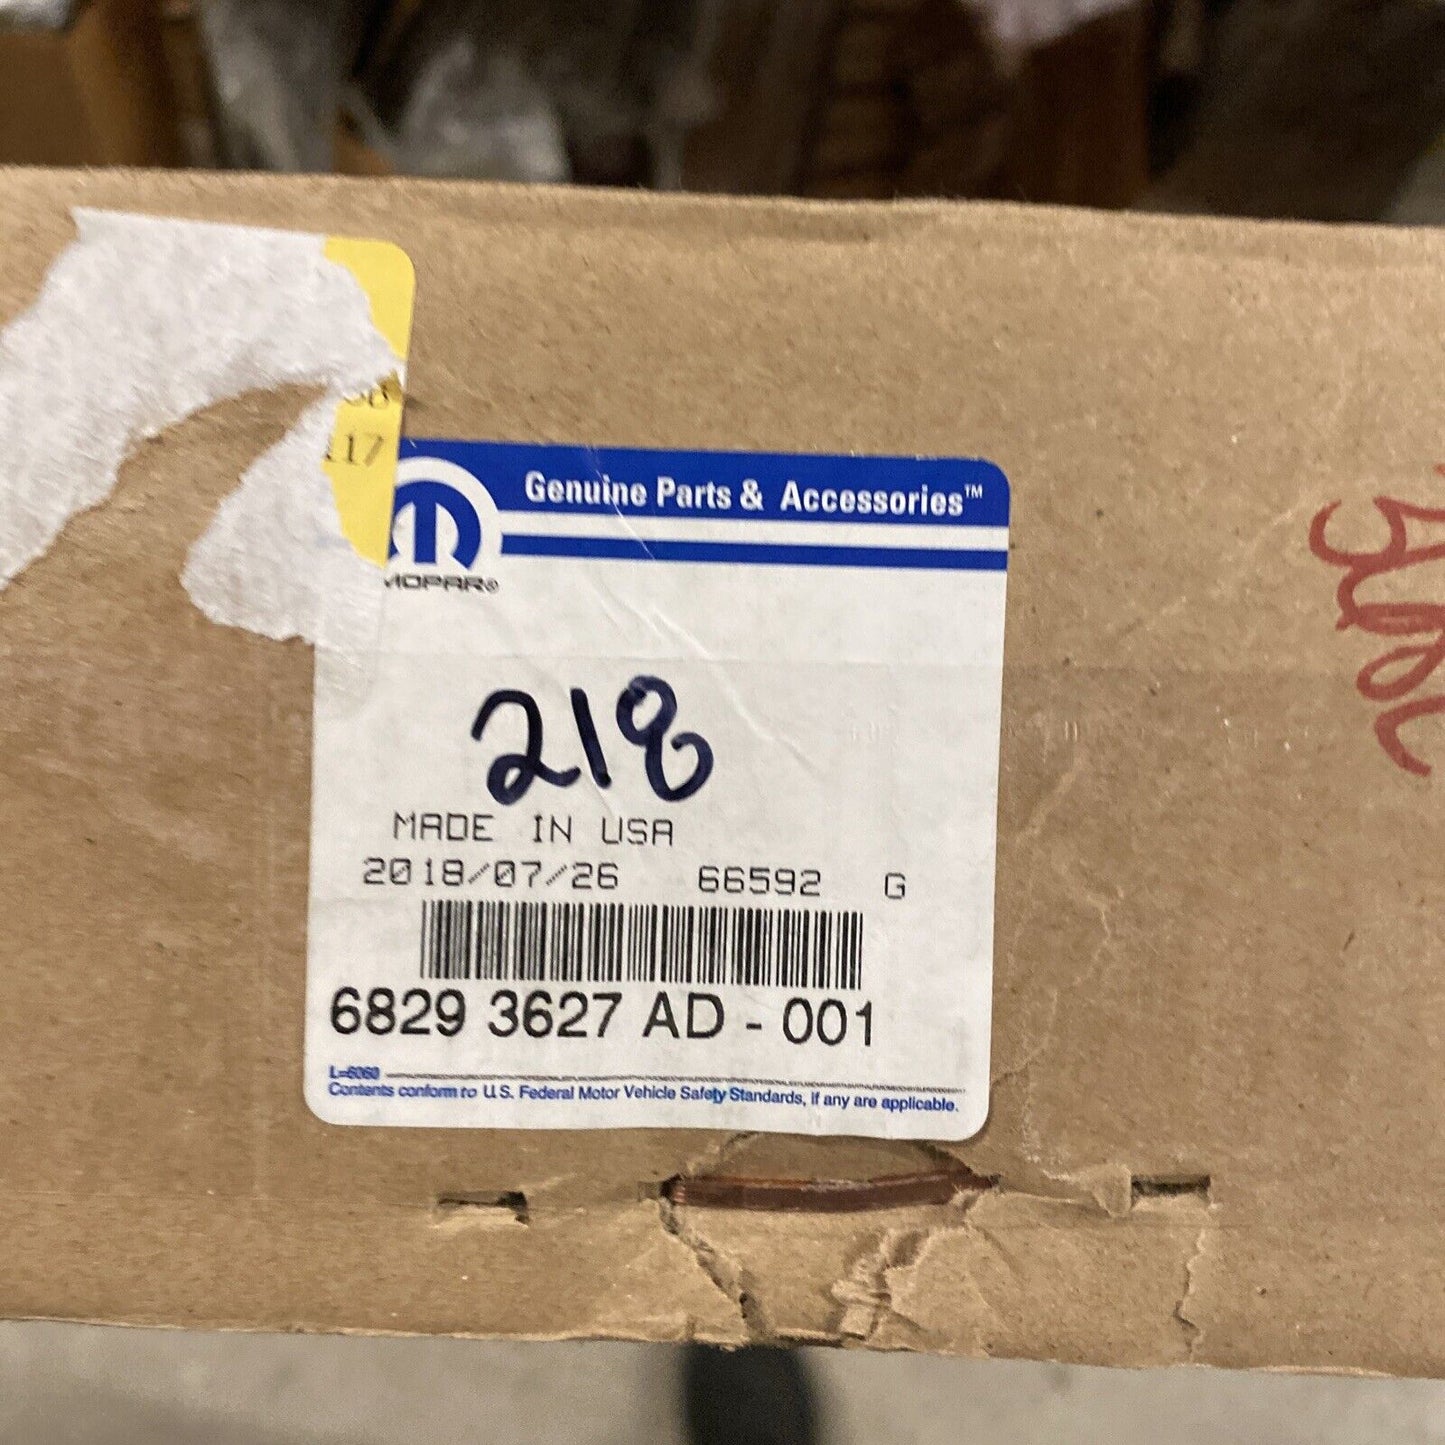 117
Genuine Parts & Accessories™
MOPAR®
218
MADE IN USA
2018/07/26 66592 G
6829 3627 AD - 001
L=6060
Contents conform to U.S. Federal Motor Vehicle Safety Standards, if any are applicable.